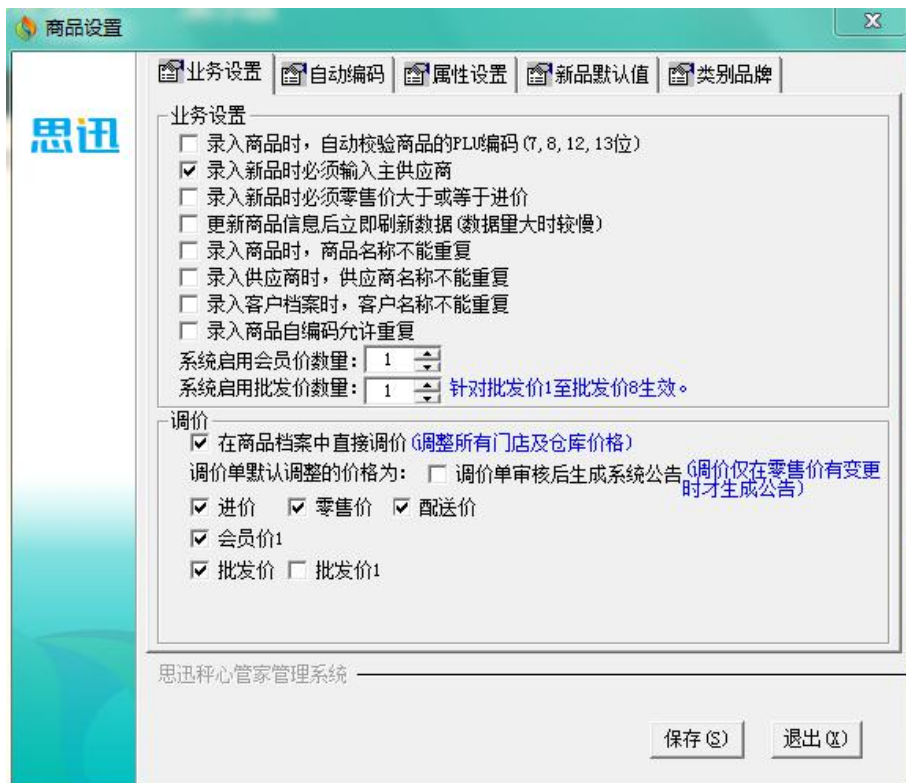 商品设置
思迅
业务设置 自动编码 属性设置 新品默认值 类别品牌
业务设置
录入商品时，自动校验商品的PLU编码(7,8,12,13位)
录入新品时必须输入主供应商
录入新品时必须零售价大于或等于进价
更新商品信息后立即刷新数据(数据量大时较慢)
录入商品时，商品名称不能重复
录入供应商时，供应商名称不能重复
录入客户档案时，客户名称不能重复
录入商品自编码允许重复
系统启用会员价数量： 1
系统启用批发价数量： 1 针对批发价1至批发价8生效。
调价
在商品档案中直接调价(调整所有门店及仓库价格)
调价单默认调整的价格为： 调价单审核后生成系统公告(调价仅在零售价有变更
时才生成公告)
进价 零售价 配送价
会员价1
批发价 批发价1
思迅秤心管家管理系统
保存(S) 退出(X)